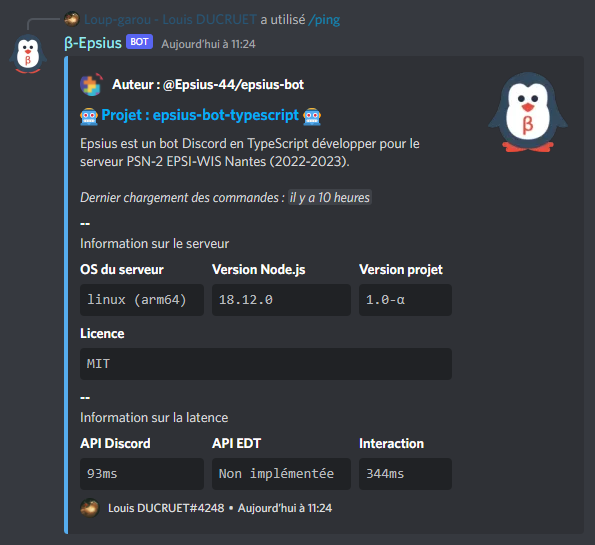 Loup-garou - Louis DUCRUET a utilisé /ping
β-Epsius BOT Aujourd'hui à 11:24
Auteur : @Epsius-44/epsius-bot
Projet : epsius-bot-typescript
β
Epsius est un bot Discord en TypeScript développer pour le
serveur PSN-2 EPSI-WIS Nantes (2022-2023).
Dernier chargement des commandes : il y a 10 heures
--
Information sur le serveur
OS du serveur Version Node.js Version projet
linux (arm64) 18.12.0 1.0-α
Licence
MIT
--
Information sur la latence
API Discord API EDT Interaction
93ms Non implémentée 344ms
Louis DUCRUET#4248 • Aujourd'hui à 11:24